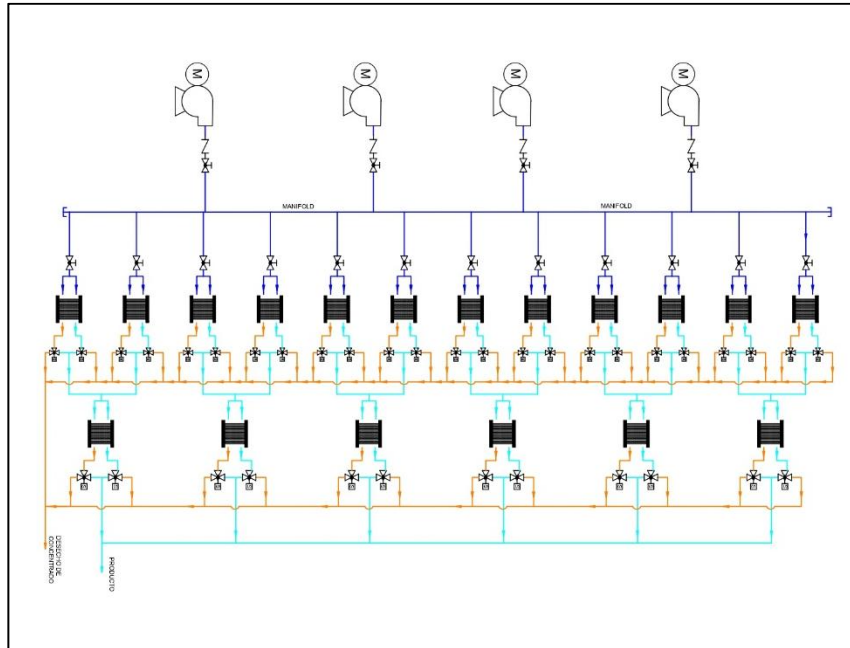 M
M
M
M
MANIFOLD
MANIFOLD
DESECHO DE
CONCENTRADO
PRODUCTO